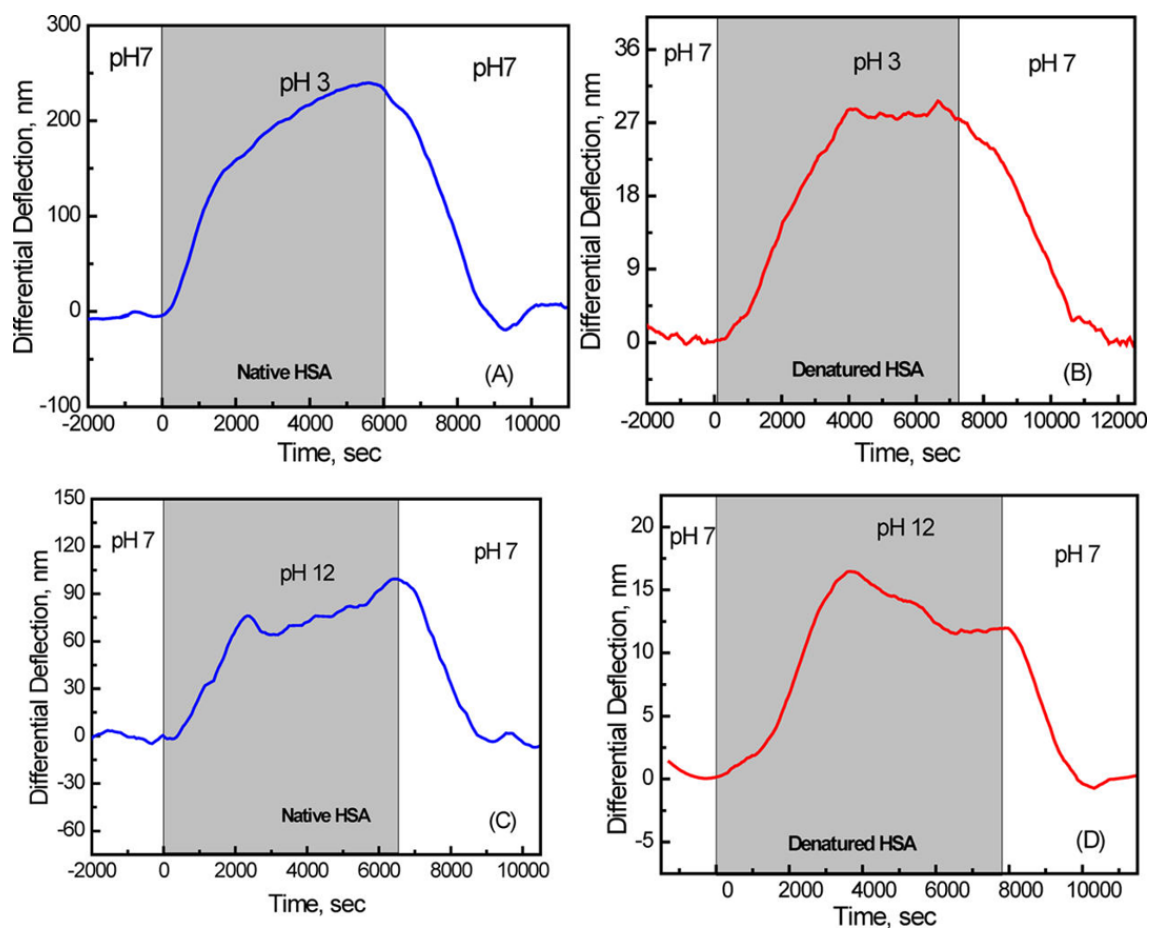 300
200
100
0
-100
Differential Deflection, nm
pH7
pH 3
pH7
Native HSA
(A)
-2000 0 2000 4000 6000 8000 10000
Time, sec
36
27
18
9
0
Differential Deflection, nm
pH 7
pH 3
pH 7
Denatured HSA
(B)
-2000 0 2000 4000 6000 8000 10000 12000
Time, sec
150
120
90
60
30
0
-30
-60
Differential Deflection, nm
pH 7
pH 12
pH 7
Native HSA
(C)
-2000 0 2000 4000 6000 8000 10000
Time, sec
20
15
10
5
0
-5
Differential Deflection, nm
pH 7
pH 12
pH 7
Denatured HSA
(D)
0 2000 4000 6000 8000 10000
Time, sec